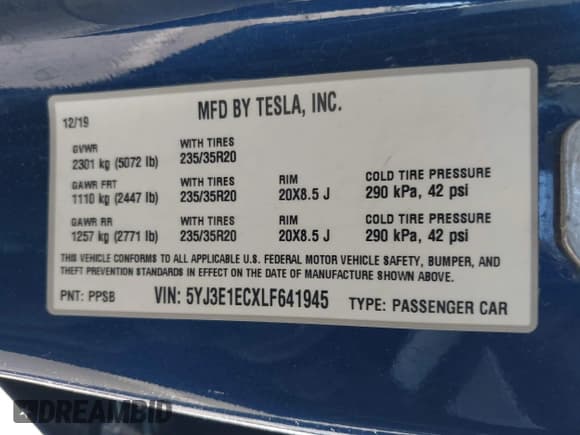 MFD BY TESLA, INC.
12/19
GVWR WITH TIRES
2301 kg (5072 lb) 235/35R20
GAWR FRT WITH TIRES RIM COLD TIRE PRESSURE
1110 kg (2447 lb) 235/35R20 20X8.5 J 290 kPa, 42 psi
GAWR RR WITH TIRES RIM COLD TIRE PRESSURE
1257 kg (2771 lb) 235/35R20 20X8.5 J 290 kPa, 42 psi
THIS VEHICLE CONFORMS TO ALL APPLICABLE U.S. FEDERAL MOTOR VEHICLE SAFETY, BUMPER, AND
THEFT PREVENTION STANDARDS IN EFFECT ON THE DATE OF MANUFACTURE SHOWN ABOVE.
PNT: PPSB VIN: 5YJ3E1ECXLF641945 TYPE: PASSENGER CAR
DREAMBID